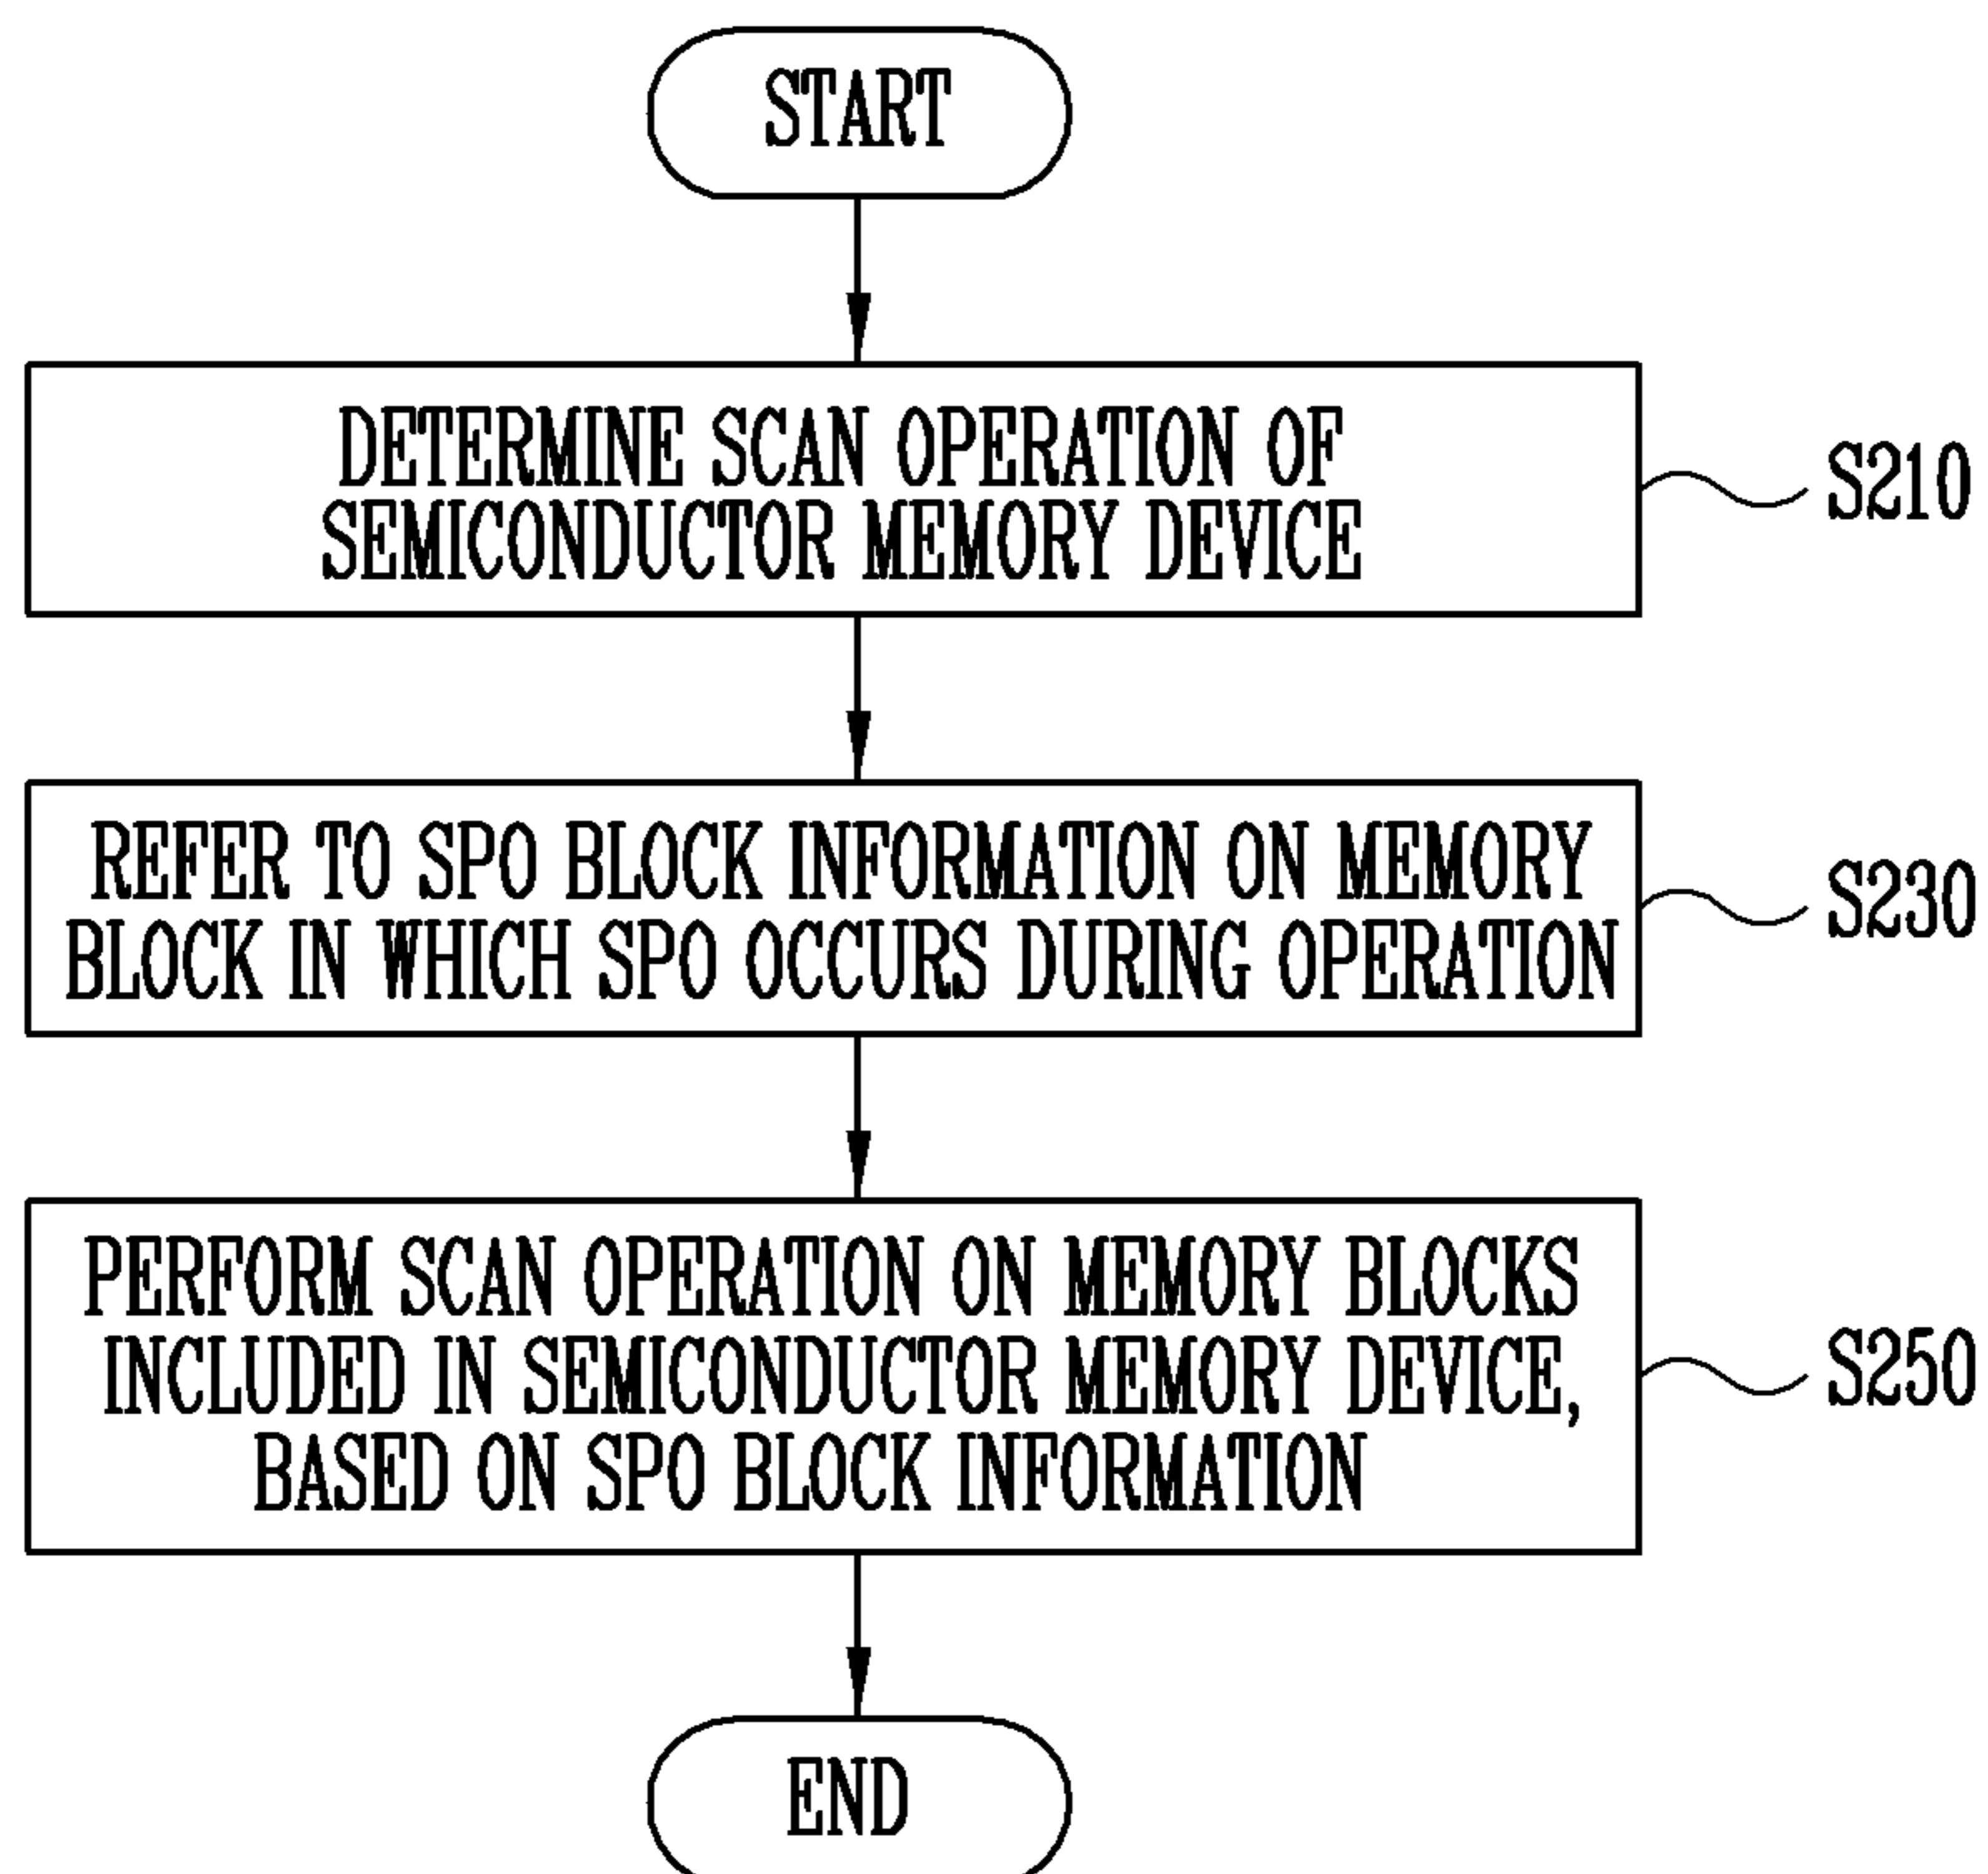 START
DETERMINE SCAN OPERATION OF
SEMICONDUCTOR MEMORY DEVICE
S210
REFER TO SPO BLOCK INFORMATION ON MEMORY
BLOCK IN WHICH SPO OCCURS DURING OPERATION
S230
PERFORM SCAN OPERATION ON MEMORY BLOCKS
INCLUDED IN SEMICONDUCTOR MEMORY DEVICE,
BASED ON SPO BLOCK INFORMATION
S250
END